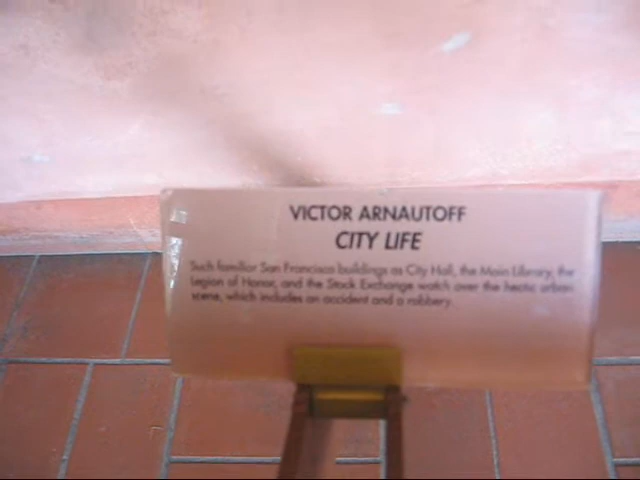 VICTOR ARNAUTOFF
CITY LIFE
Such familiar San Francisco buildings as City Hall, the Main Library, the
Legion of Honor, and the Stock Exchange watch over the hectic urban
scene, which includes an accident and a robbery.